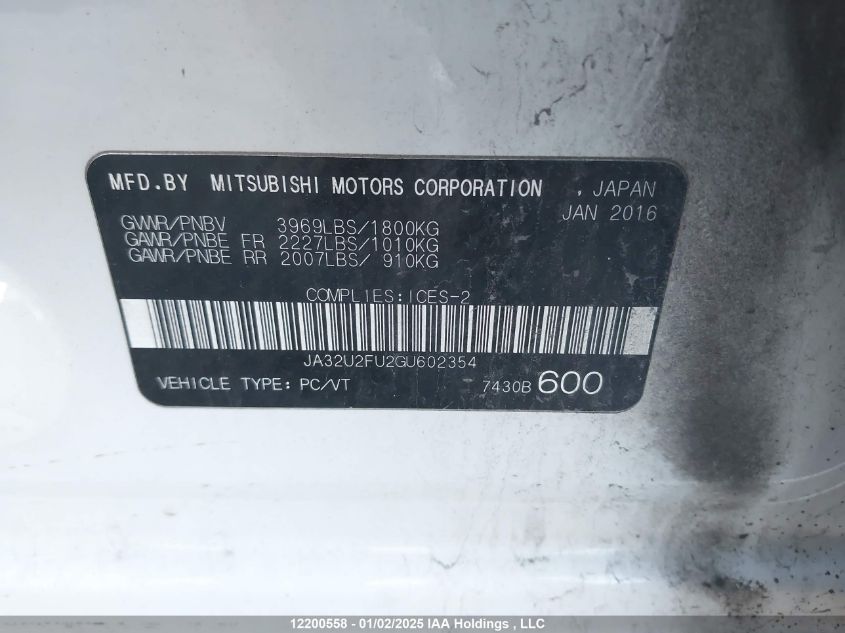 MFD.BY MITSUBISHI MOTORS CORPORATION , JAPAN
JAN 2016
GVWR/PNBV 3969LBS/1800KG
GAWR/PNBE FR 2227LBS/1010KG
GAWR/PNBE RR 2007LBS/ 910KG
COMPLIES:ICES-2
JA32U2FU2GU602354
VEHICLE TYPE: PC/VT 7430B 600
12200558 - 01/02/2025 IAA Holdings , LLC